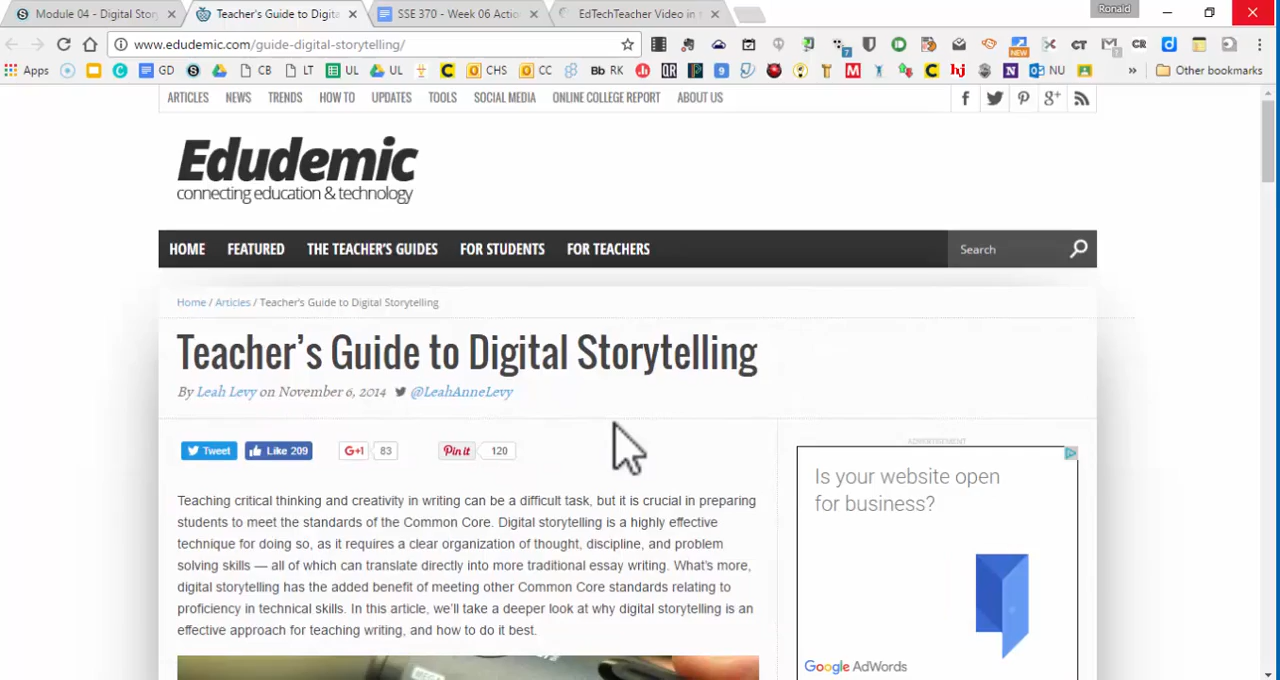 Module 04 - Digital Stor
Teacher's Guide to Digita
SSE 370 - Week 06 Actio
EdTechTeacher Video in
Ronald
www.edudemic.com/guide-digital-storytelling/
Apps GD CB LT UL UL CHS CC Bb RK NU » Other bookmarks
ARTICLES NEWS TRENDS HOW TO UPDATES TOOLS SOCIAL MEDIA ONLINE COLLEGE REPORT ABOUT US
Edudemic
connecting education & technology
HOME FEATURED THE TEACHER'S GUIDES FOR STUDENTS FOR TEACHERS Search
Home / Articles / Teacher's Guide to Digital Storytelling
Teacher's Guide to Digital Storytelling
By Leah Levy on November 6, 2014 @LeahAnneLevy
Tweet Like 209 G+1 83 Pin it 120
ADVERTISEMENT
Is your website open
for business?
Teaching critical thinking and creativity in writing can be a difficult task, but it is crucial in preparing
students to meet the standards of the Common Core. Digital storytelling is a highly effective
technique for doing so, as it requires a clear organization of thought, discipline, and problem
solving skills — all of which can translate directly into more traditional essay writing. What's more,
digital storytelling has the added benefit of meeting other Common Core standards relating to
proficiency in technical skills. In this article, we'll take a deeper look at why digital storytelling is an
effective approach for teaching writing, and how to do it best.
Google AdWords